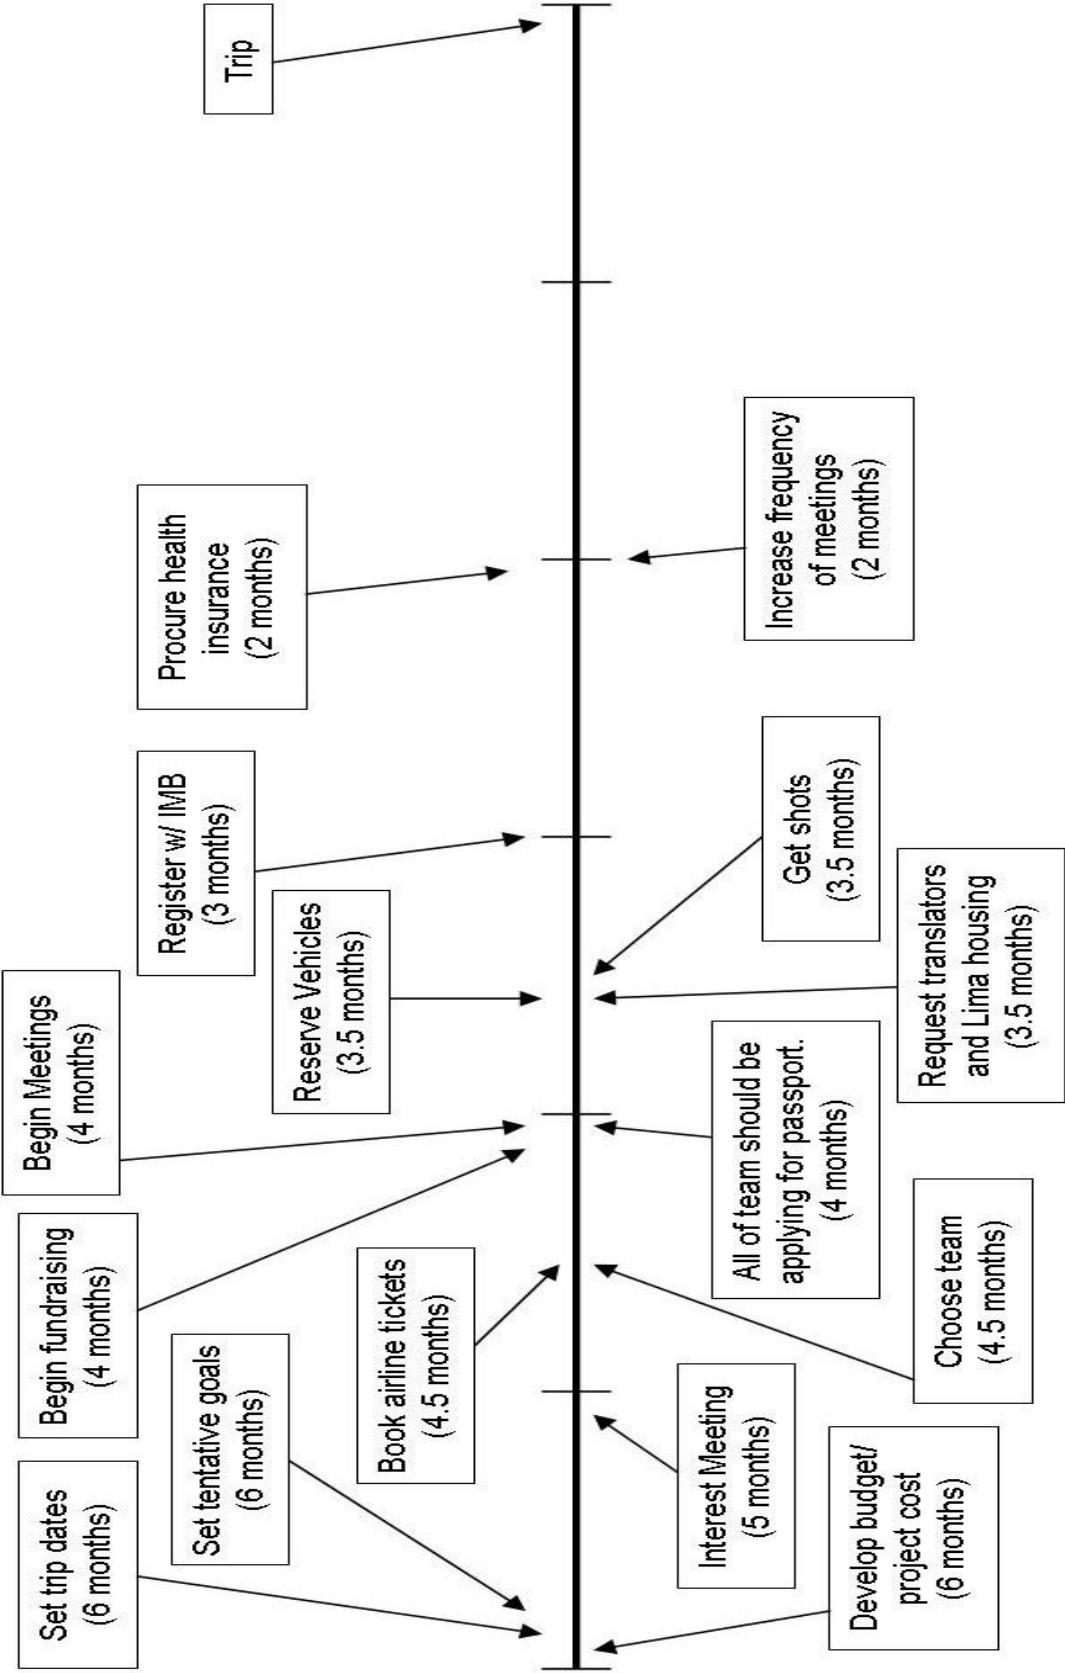 Set trip dates
(6 months)
Set tentative goals
(6 months)
Begin fundraising
(4 months)
Book airline tickets
(4.5 months)
Begin Meetings
(4 months)
Reserve Vehicles
(3.5 months)
Register w/ IMB
(3 months)
Procure health
insurance
(2 months)
Trip
Develop budget/
project cost
(6 months)
Interest Meeting
(5 months)
Choose team
(4.5 months)
All of team should be
applying for passport.
(4 months)
Request translators
and Lima housing
(3.5 months)
Get shots
(3.5 months)
Increase frequency
of meetings
(2 months)